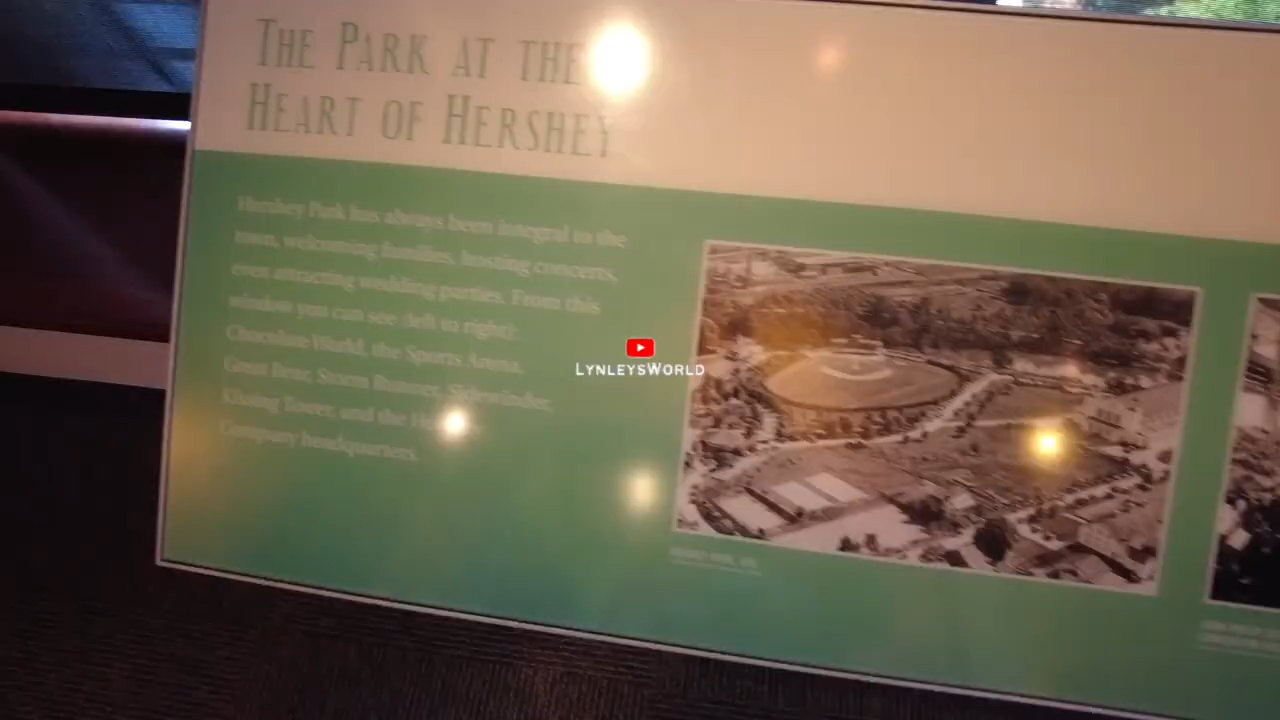 THE PARK AT THE
HEART OF HERSHEY
Hershey Park has always been integral to the
town, welcoming families, hosting concerts,
even attracting wedding parties. From this
window you can see (left to right):
Chocolate World, the Sports Arena,
Great Bear, Storm Runner, Sidewinder,
Kissing Tower, and the
Company headquarters.
LYNLEYSWORLD